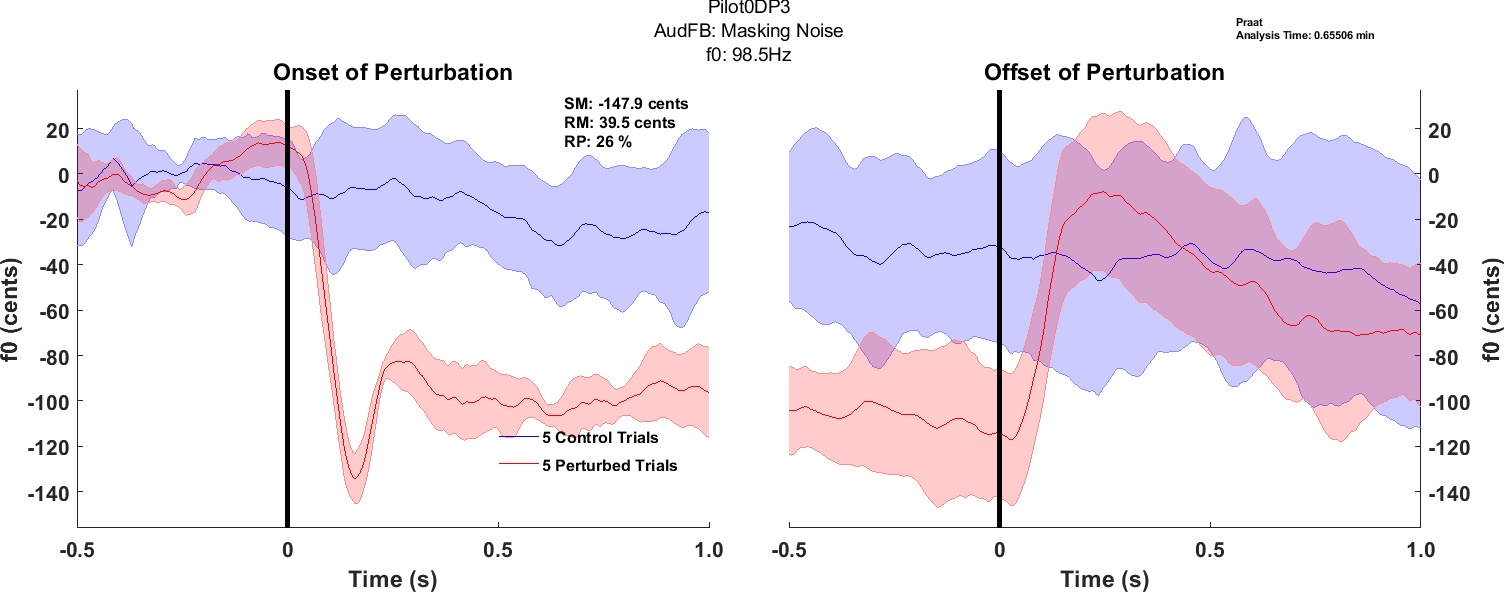 Pilot0DP3
AudFB: Masking Noise
f0: 98.5Hz
Praat
Analysis Time: 0.65506 min
Onset of Perturbation
SM: -147.9 cents
RM: 39.5 cents
RP: 26 %
20
0
-20
-40
-60
-80
-100
-120
-140
f0 (cents)
5 Control Trials
5 Perturbed Trials
-0.5
0
0.5
1.0
Time (s)
Offset of Perturbation
20
0
-20
-40
-60
-80
-100
-120
-140
f0 (cents)
-0.5
0
0.5
1.0
Time (s)